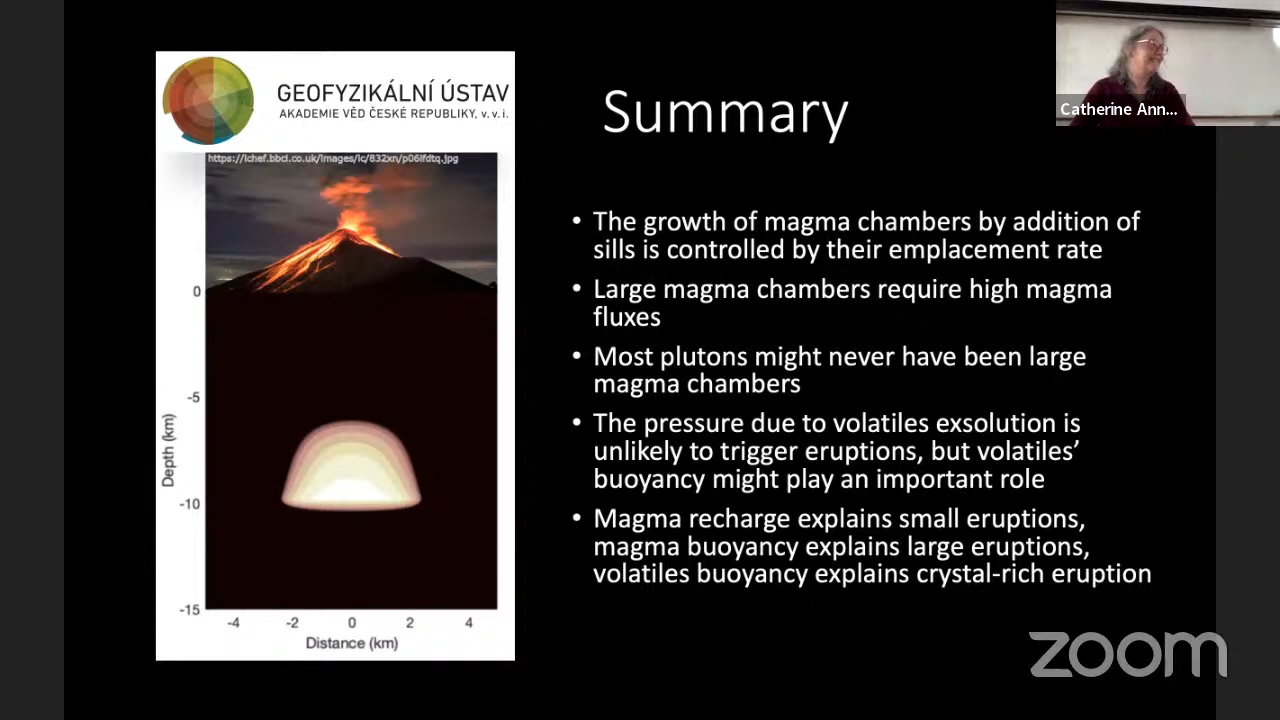 GEOFYZIKÁLNÍ ÚSTAV
AKADEMIE VĚD ČESKÉ REPUBLIKY, v. v. i.
https://ichef.bbci.co.uk/images/ic/832xn/p06lfdtq.jpg
0
-5
-10
-15
Depth (km)
-4 -2 0 2 4
Distance (km)
Summary
Catherine Ann...
• The growth of magma chambers by addition of
sills is controlled by their emplacement rate
• Large magma chambers require high magma
fluxes
• Most plutons might never have been large
magma chambers
• The pressure due to volatiles exsolution is
unlikely to trigger eruptions, but volatiles’
buoyancy might play an important role
• Magma recharge explains small eruptions,
magma buoyancy explains large eruptions,
volatiles buoyancy explains crystal-rich eruption
zoom